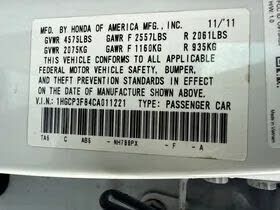 MFD. BY HONDA OF AMERICA MFG., INC. 11/11
GVWR 4575LBS GAWR F 2557LBS R 2061LBS
GVWR 2075KG GAWR F 1160KG R 935KG
THIS VEHICLE CONFORMS TO ALL APPLICABLE
FEDERAL MOTOR VEHICLE SAFETY, BUMPER,
AND THEFT PREVENTION STANDARDS IN EFFECT
ON THE DATE OF MANUFACTURE SHOWN ABOVE.
V.I.N: 1HGCP3F84CA011221 TYPE: PASSENGER CAR
TA6 C ABS - NH788PX - F - A